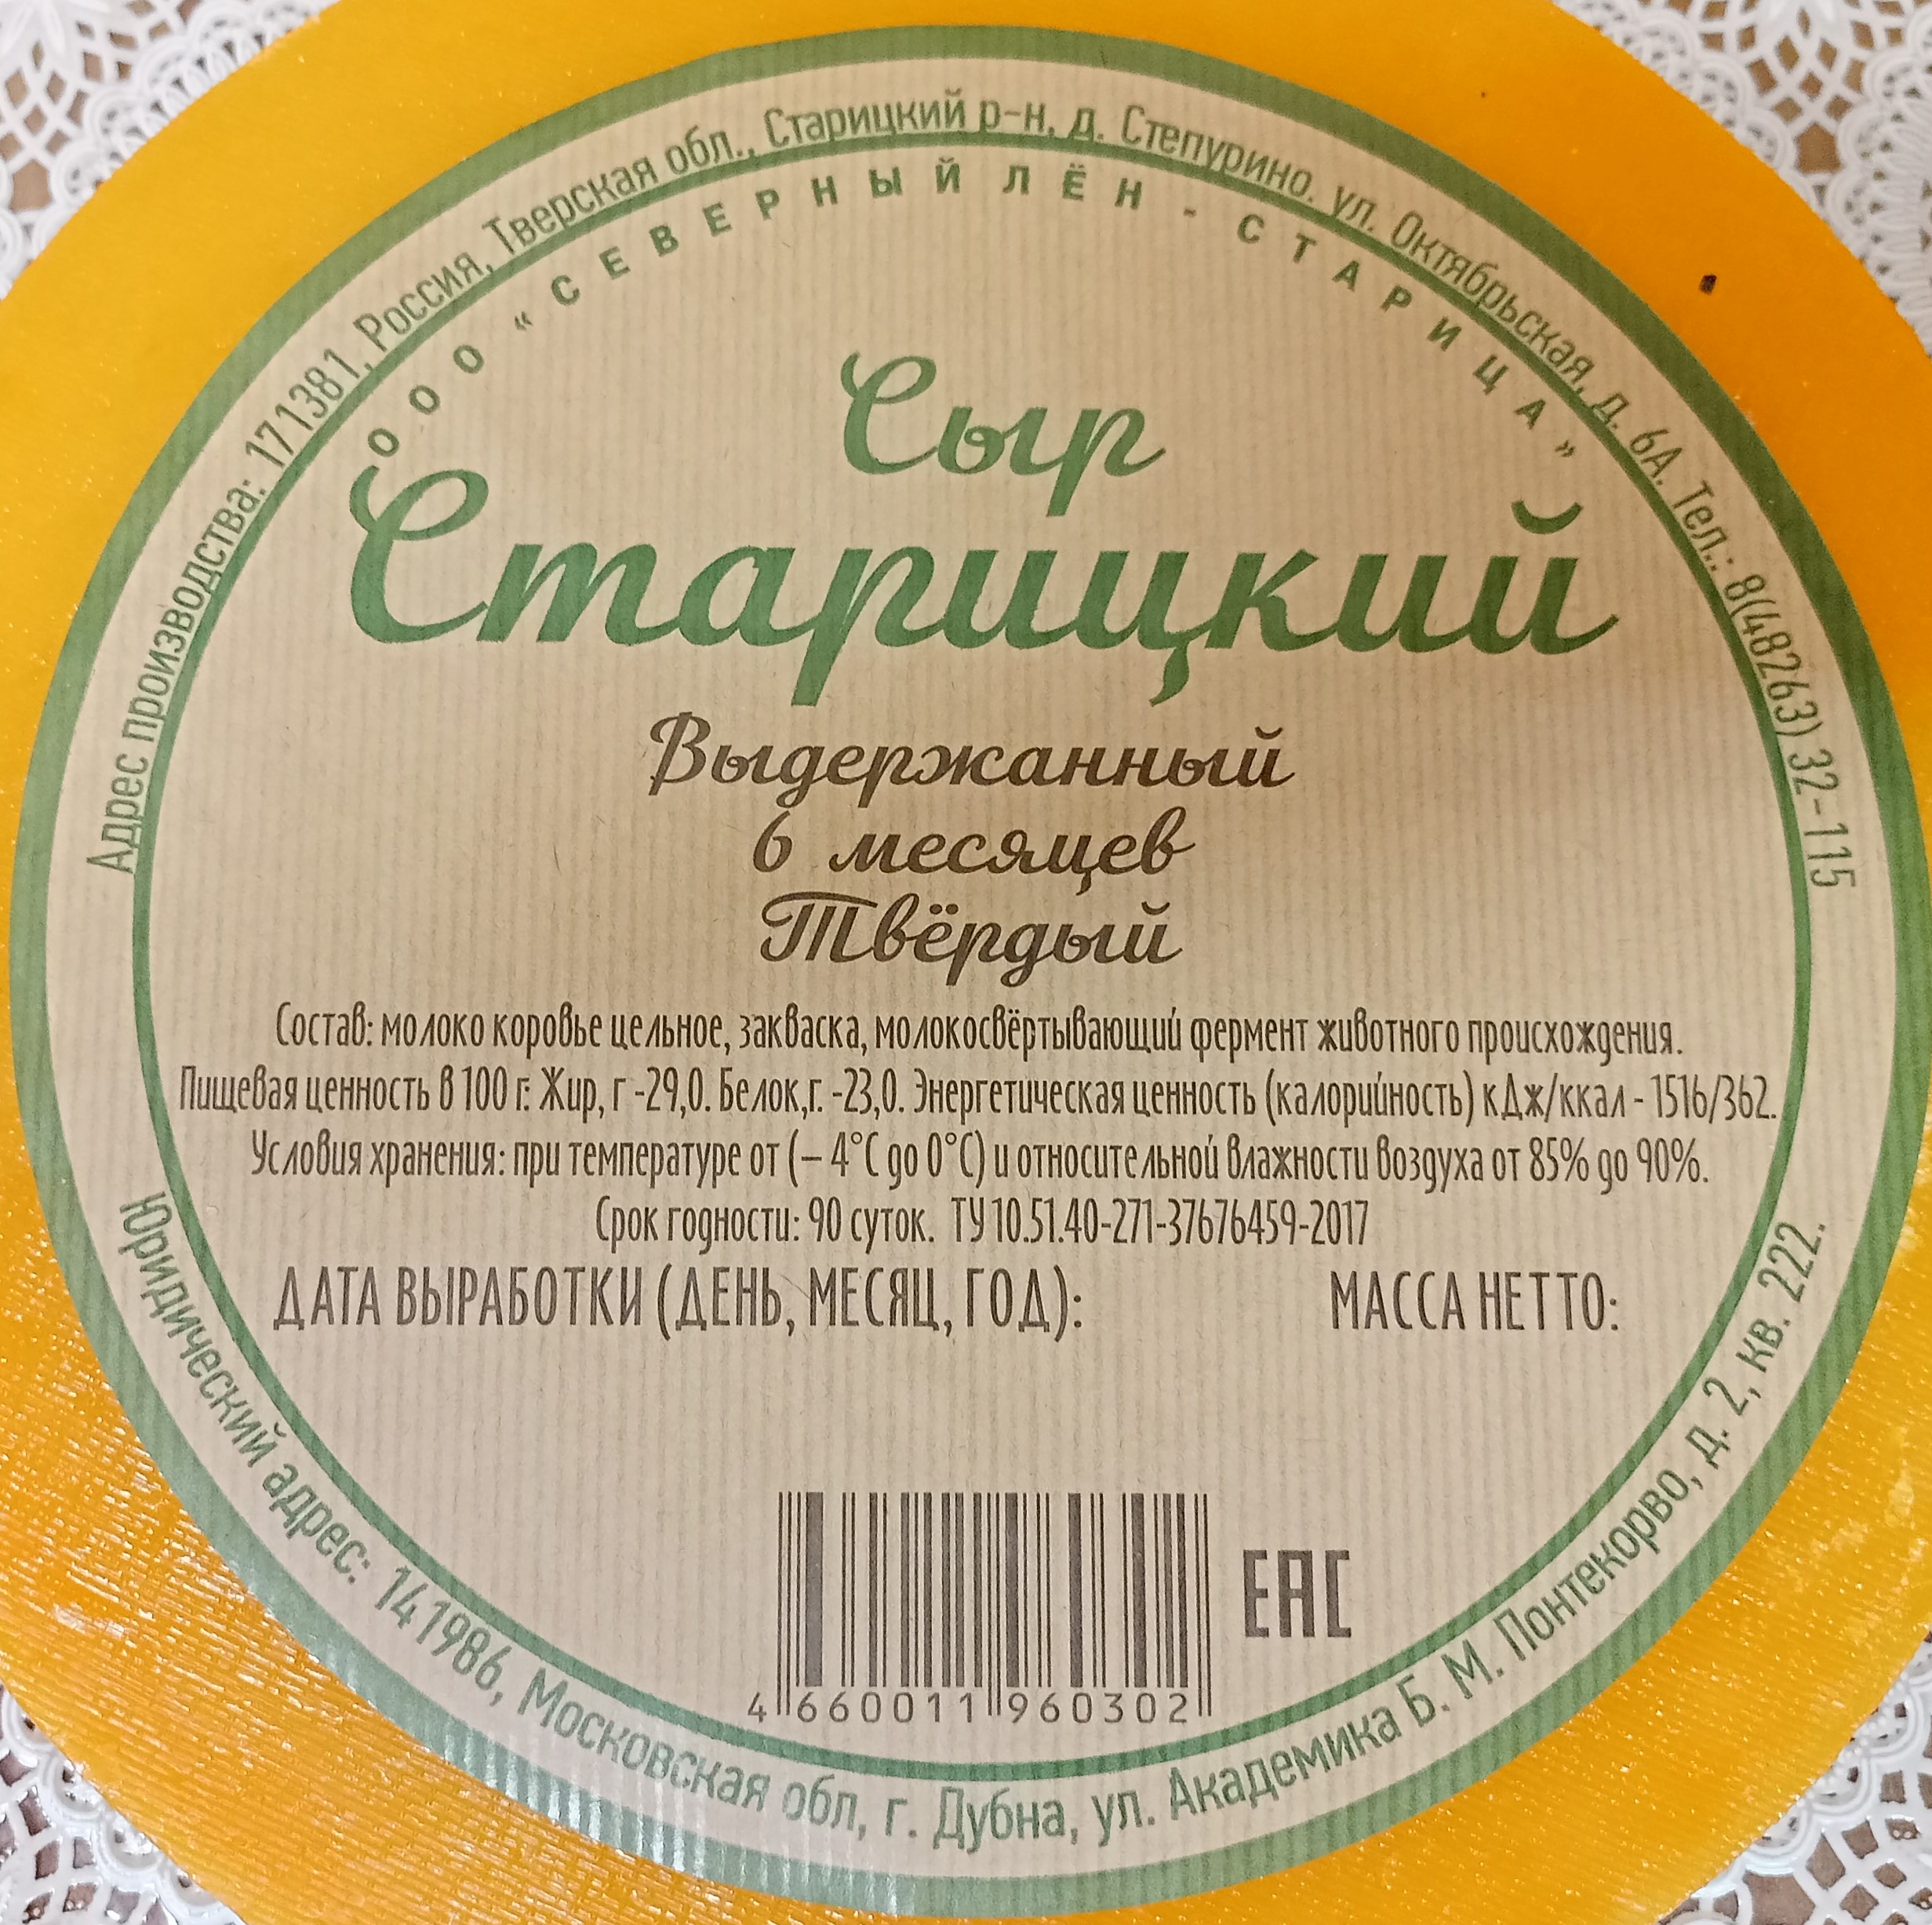 Адрес производства: 171381, Россия, Тверская обл., Старицкий р-н, д. Степурино. ул. Октябрьская, д. 6А. Тел.: 8(48263) 32-115
ООО "СЕВЕРНЫЙ ЛЁН - СТАРИЦА"
Сыр
Старицкий
Выдержанный
6 месяцев
Твёрдый
Состав: молоко коровье цельное, закваска, молокосвёртывающий фермент животного происхождения.
Пищевая ценность в 100 г: Жир, г -29,0. Белок,г. -23,0. Энергетическая ценность (калорийность) кДж/ккал - 1516/362.
Условия хранения: при температуре от (– 4°С до 0°С) и относительной влажности воздуха от 85% до 90%.
Срок годности: 90 суток. ТУ 10.51.40-271-37676459-2017
ДАТА ВЫРАБОТКИ (ДЕНЬ, МЕСЯЦ, ГОД): МАССА НЕТТО:
EAC
4 660011 960302
Юридический адрес: 141986, Московская обл, г. Дубна, ул. Академика Б. М. Понтекорво, д. 2, кв. 222.